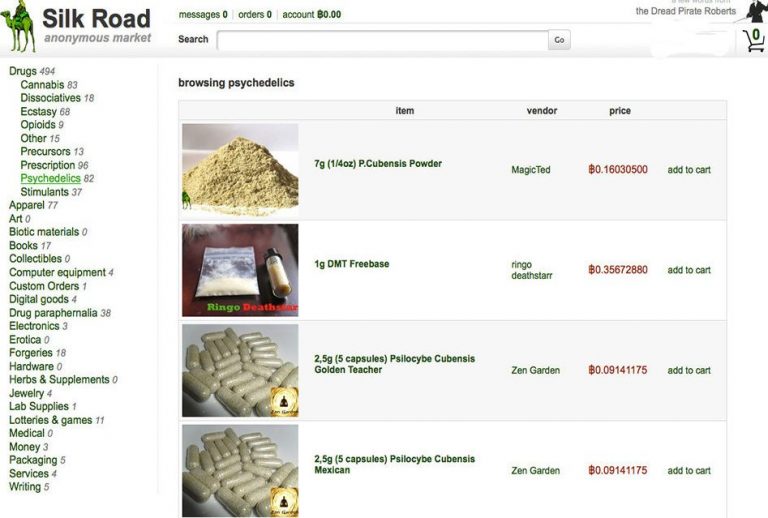 Silk Road
anonymous market
messages 0 orders 0 account ฿0.00
Search Go
a few words from
the Dread Pirate Roberts
0
Drugs 494
Cannabis 83
Dissociatives 18
Ecstasy 68
Opioids 9
Other 15
Precursors 13
Prescription 96
Psychedelics 82
Stimulants 37
Apparel 77
Art 0
Biotic materials 0
Books 17
Collectibles 0
Computer equipment 4
Custom Orders 1
Digital goods 4
Drug paraphernalia 38
Electronics 3
Erotica 0
Forgeries 18
Hardware 0
Herbs & Supplements 0
Jewelry 4
Lab Supplies 1
Lotteries & games 11
Medical 0
Money 3
Packaging 5
Services 4
Writing 5
browsing psychedelics
item vendor price
7g (1/4oz) P.Cubensis Powder MagicTed ฿0.16030500 add to cart
Ringo Deathstar
1g DMT Freebase ringo
deathstarr ฿0.35672880 add to cart
2,5g (5 capsules) Psilocybe Cubensis
Golden Teacher Zen Garden ฿0.09141175 add to cart
Zen Garden
2,5g (5 capsules) Psilocybe Cubensis
Mexican Zen Garden ฿0.09141175 add to cart
Zen Garden